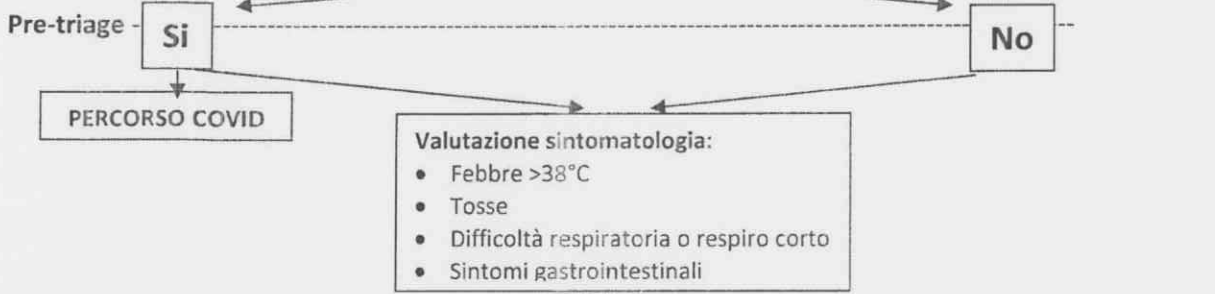 Pre-triage
Si
No
PERCORSO COVID
Valutazione sintomatologia:
• Febbre >38°C
• Tosse
• Difficoltà respiratoria o respiro corto
• Sintomi gastrointestinali